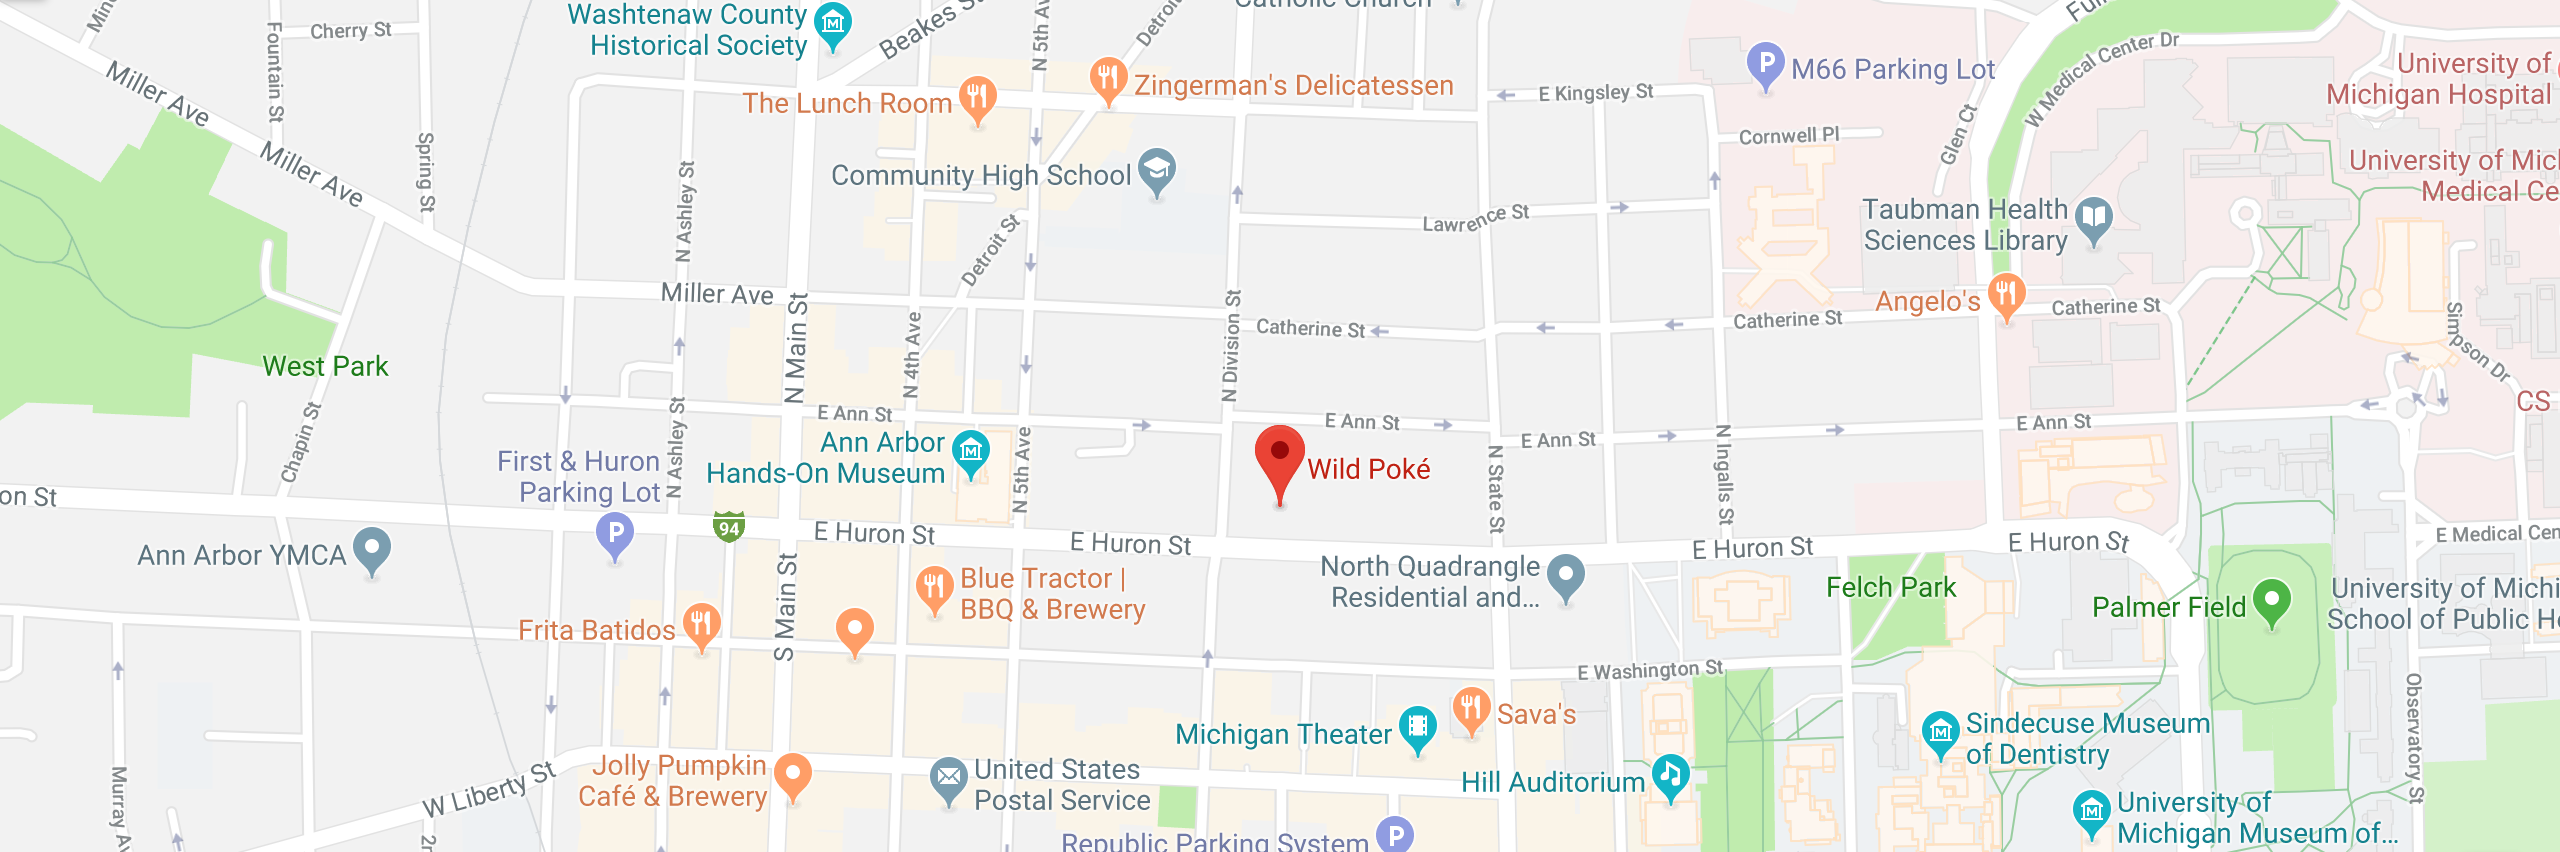 Washtenaw County
Historical Society
Beakes St
N 5th Av
Detroit
Catholic Church
Cherry St
Fountain St
Miller Ave
Miller Ave
Spring St
The Lunch Room
Zingerman's Delicatessen
E Kingsley St
M66 Parking Lot
Cornwell Pl
Glen Ct
W Medical Center Dr
University of
Michigan Hospital
University of Mic
Medical Ce
Community High School
N Ashley St
Detroit St
Lawrence St
Taubman Health
Sciences Library
Miller Ave
N Main St
N 4th Ave
N Division St
Catherine St
Catherine St
Angelo's
Catherine St
Simpson Dr
West Park
Chapin St
N Ashley St
E Ann St
E Ann St
E Ann St
E Ann St
CS
Ann Arbor
Hands-On Museum
N 5th Ave
Wild Poké
N State St
N Ingalls St
First & Huron
Parking Lot
on St
94
E Huron St
E Huron St
E Huron St
E Huron St
E Medical Cen
Ann Arbor YMCA
S Main St
Blue Tractor |
BBQ & Brewery
North Quadrangle
Residential and...
Felch Park
Palmer Field
University of Michi
School of Public He
Frita Batidos
E Washington St
Observatory St
Michigan Theater
Sava's
Sindecuse Museum
of Dentistry
Jolly Pumpkin
Café & Brewery
W Liberty St
United States
Postal Service
Hill Auditorium
Murray Av
University of
Michigan Museum of...
Republic Parking System